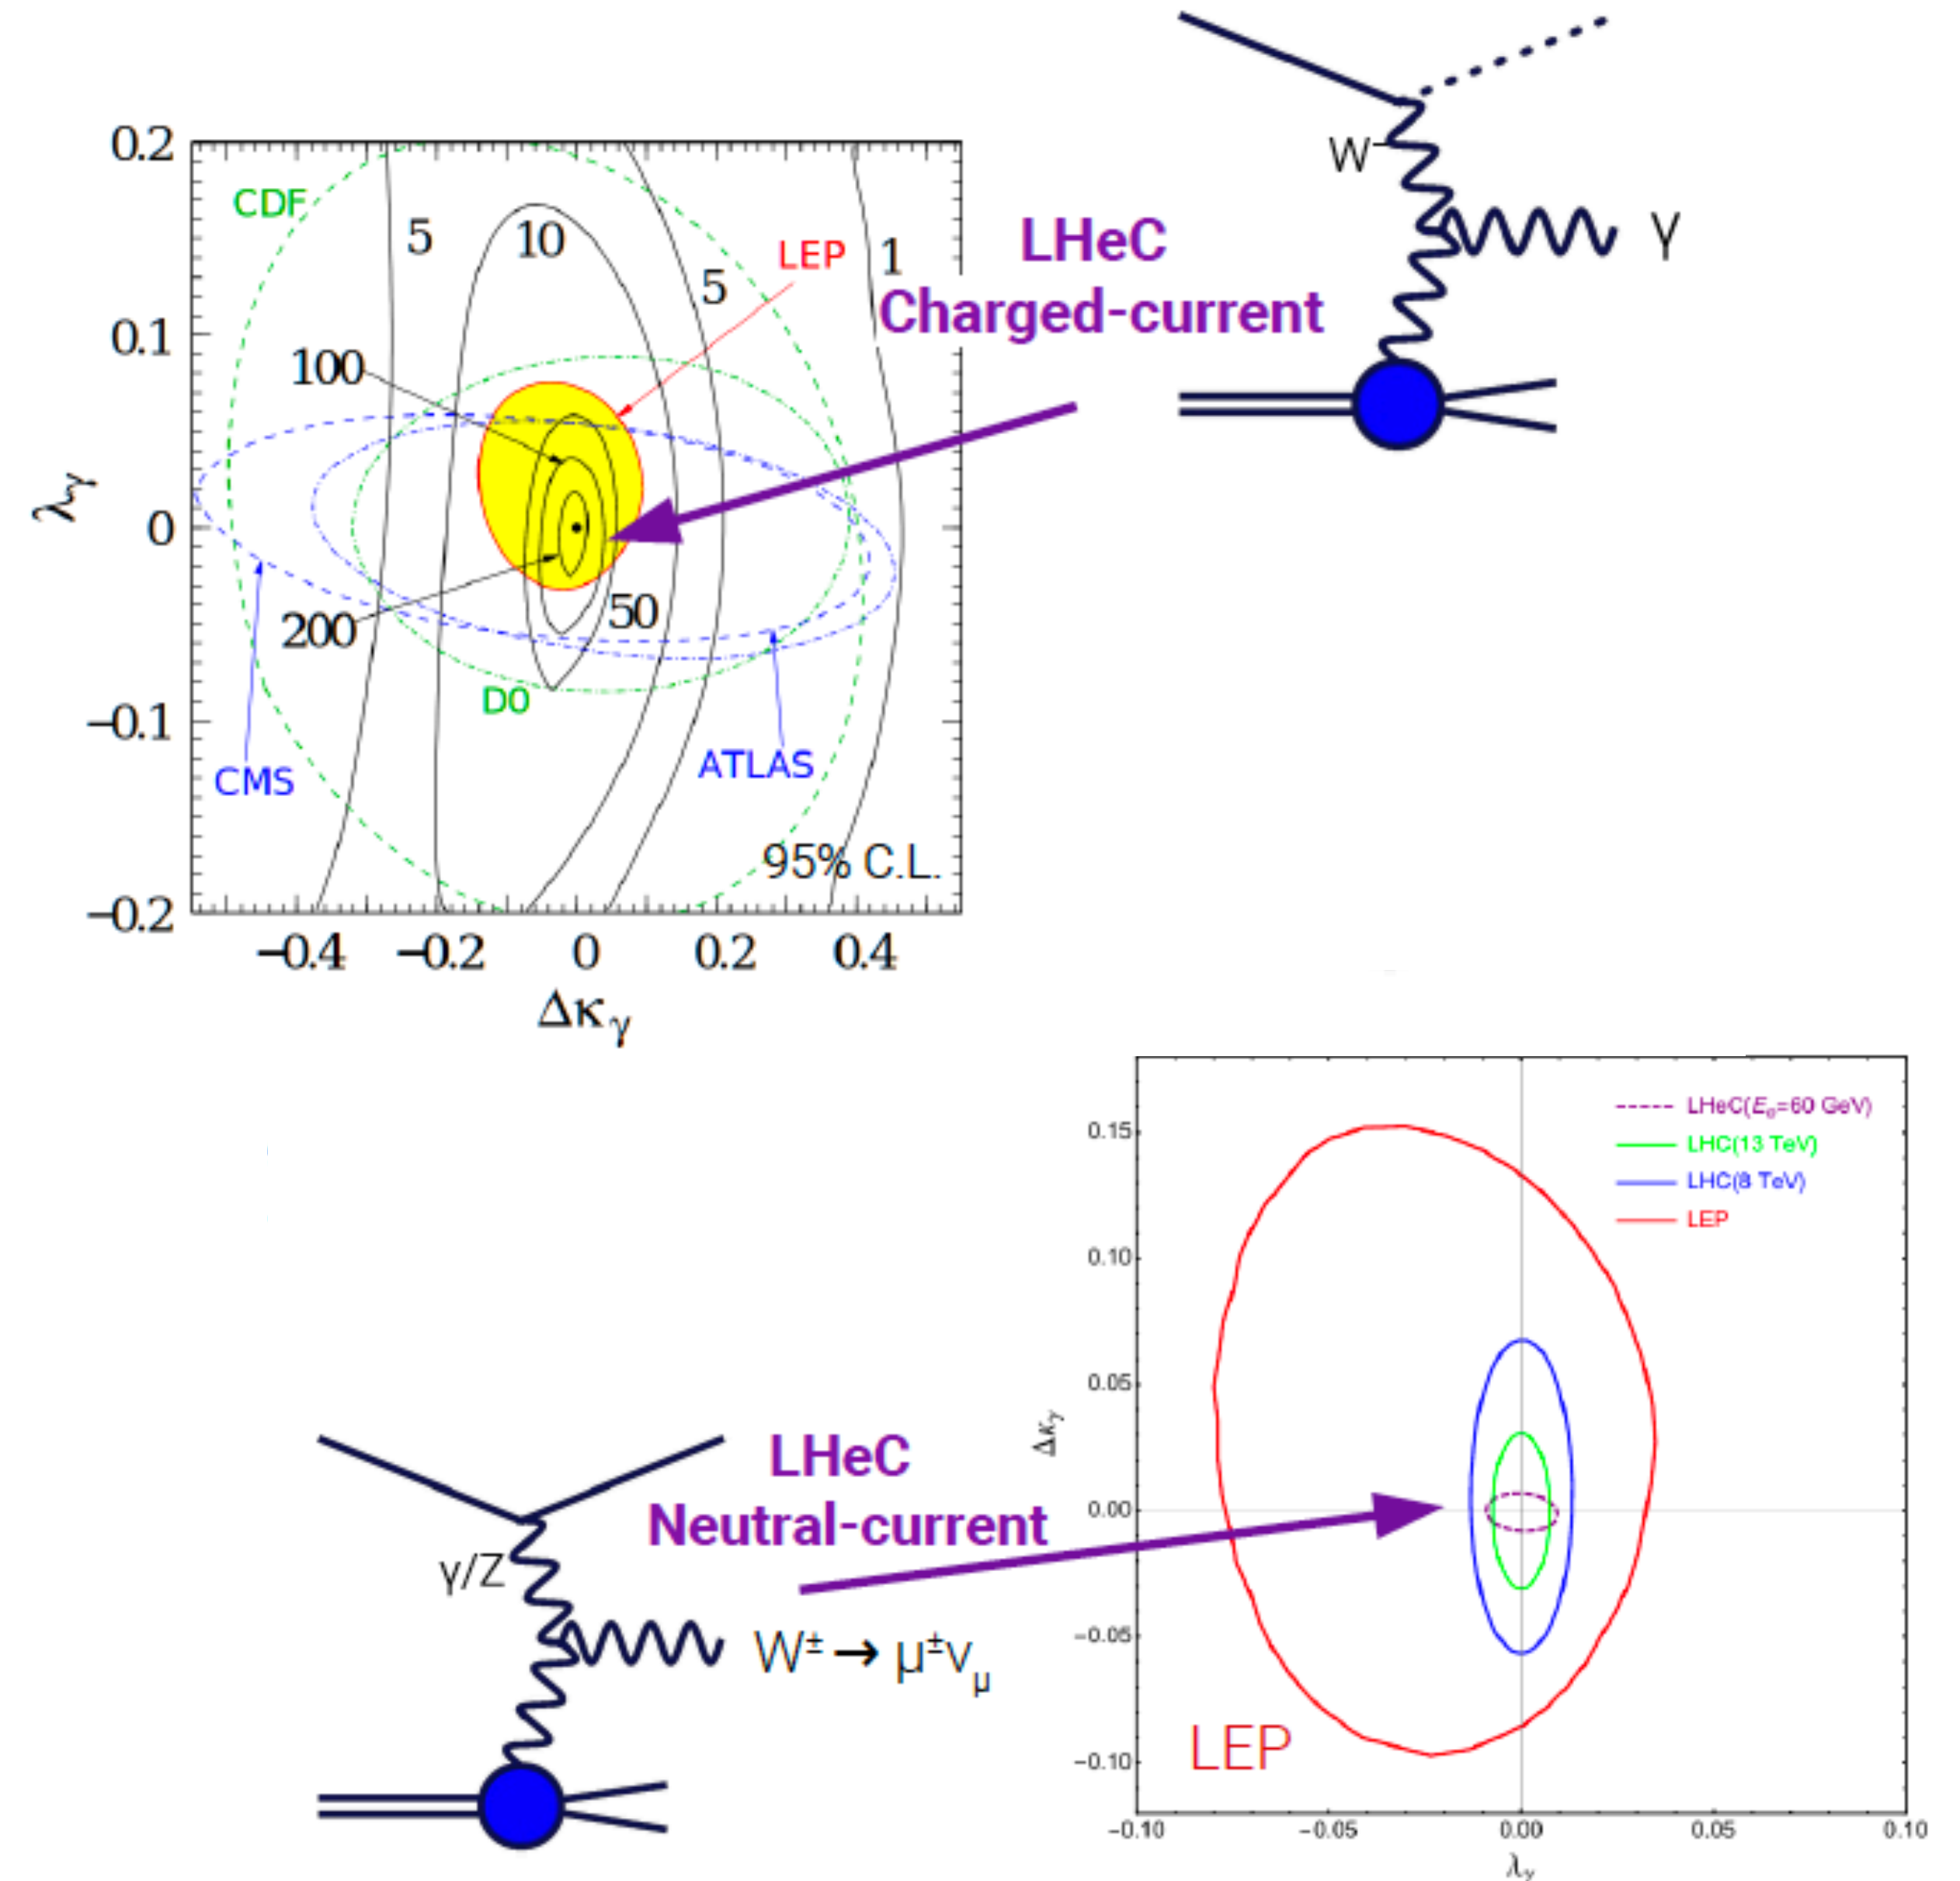 W-
γ
0.2
CDF
5
10
LEP
5
1
LHeC
Charged-current
0.1
100
λγ
0
200
50
D0
−0.1
CMS
ATLAS
95% C.L.
−0.2
−0.4 −0.2 0 0.2 0.4
Δκγ
LHeC
Neutral-current
γ/Z
W± → μ±νμ
LHeC(Ee=60 GeV)
LHC(13 TeV)
LHC(8 TeV)
LEP
0.15
0.10
0.05
Δκγ
0.00
−0.05
−0.10
LEP
−0.10 −0.05 0.00 0.05 0.10
λγ